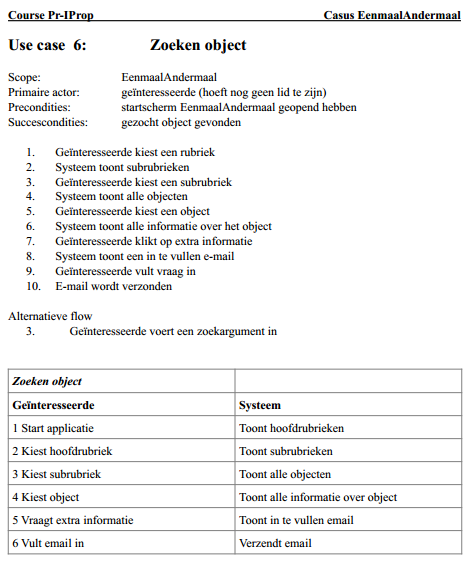 Course Pr-IProp Casus EenmaalAndermaal
Use case 6: Zoeken object
Scope: EenmaalAndermaal
Primaire actor: geïnteresseerde (hoeft nog geen lid te zijn)
Precondities: startscherm EenmaalAndermaal geopend hebben
Succescondities: gezocht object gevonden
1. Geïnteresseerde kiest een rubriek
2. Systeem toont subrubrieken
3. Geïnteresseerde kiest een subrubriek
4. Systeem toont alle objecten
5. Geïnteresseerde kiest een object
6. Systeem toont alle informatie over het object
7. Geïnteresseerde klikt op extra informatie
8. Systeem toont een in te vullen e-mail
9. Geïnteresseerde vult vraag in
10. E-mail wordt verzonden
Alternatieve flow
3. Geïnteresseerde voert een zoekargument in
Zoeken object
Geïnteresseerde Systeem
1 Start applicatie Toont hoofdrubrieken
2 Kiest hoofdrubriek Toont subrubrieken
3 Kiest subrubriek Toont alle objecten
4 Kiest object Toont alle informatie over object
5 Vraagt extra informatie Toont in te vullen email
6 Vult email in Verzendt email